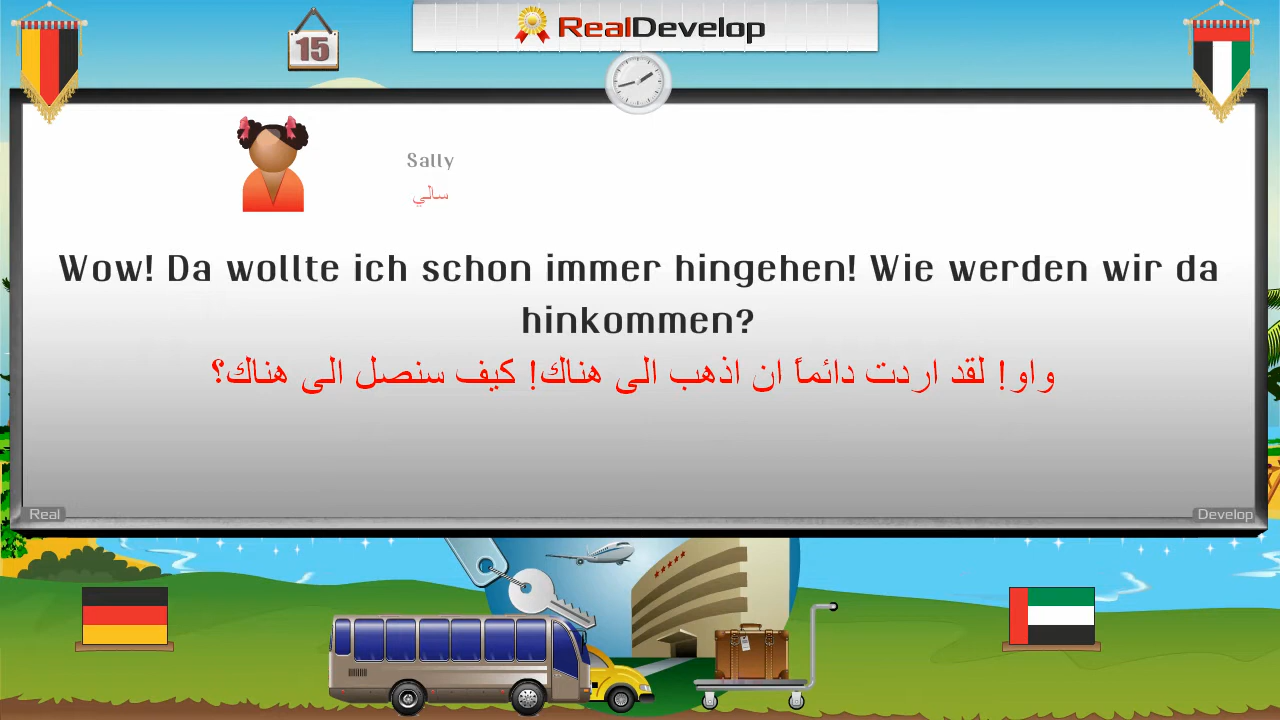 15
RealDevelop
Sally
سالي
Wow! Da wollte ich schon immer hingehen! Wie werden wir da
hinkommen?
واو! لقد اردت دائماً ان اذهب الى هناك! كيف سنصل الى هناك؟
Real
Develop